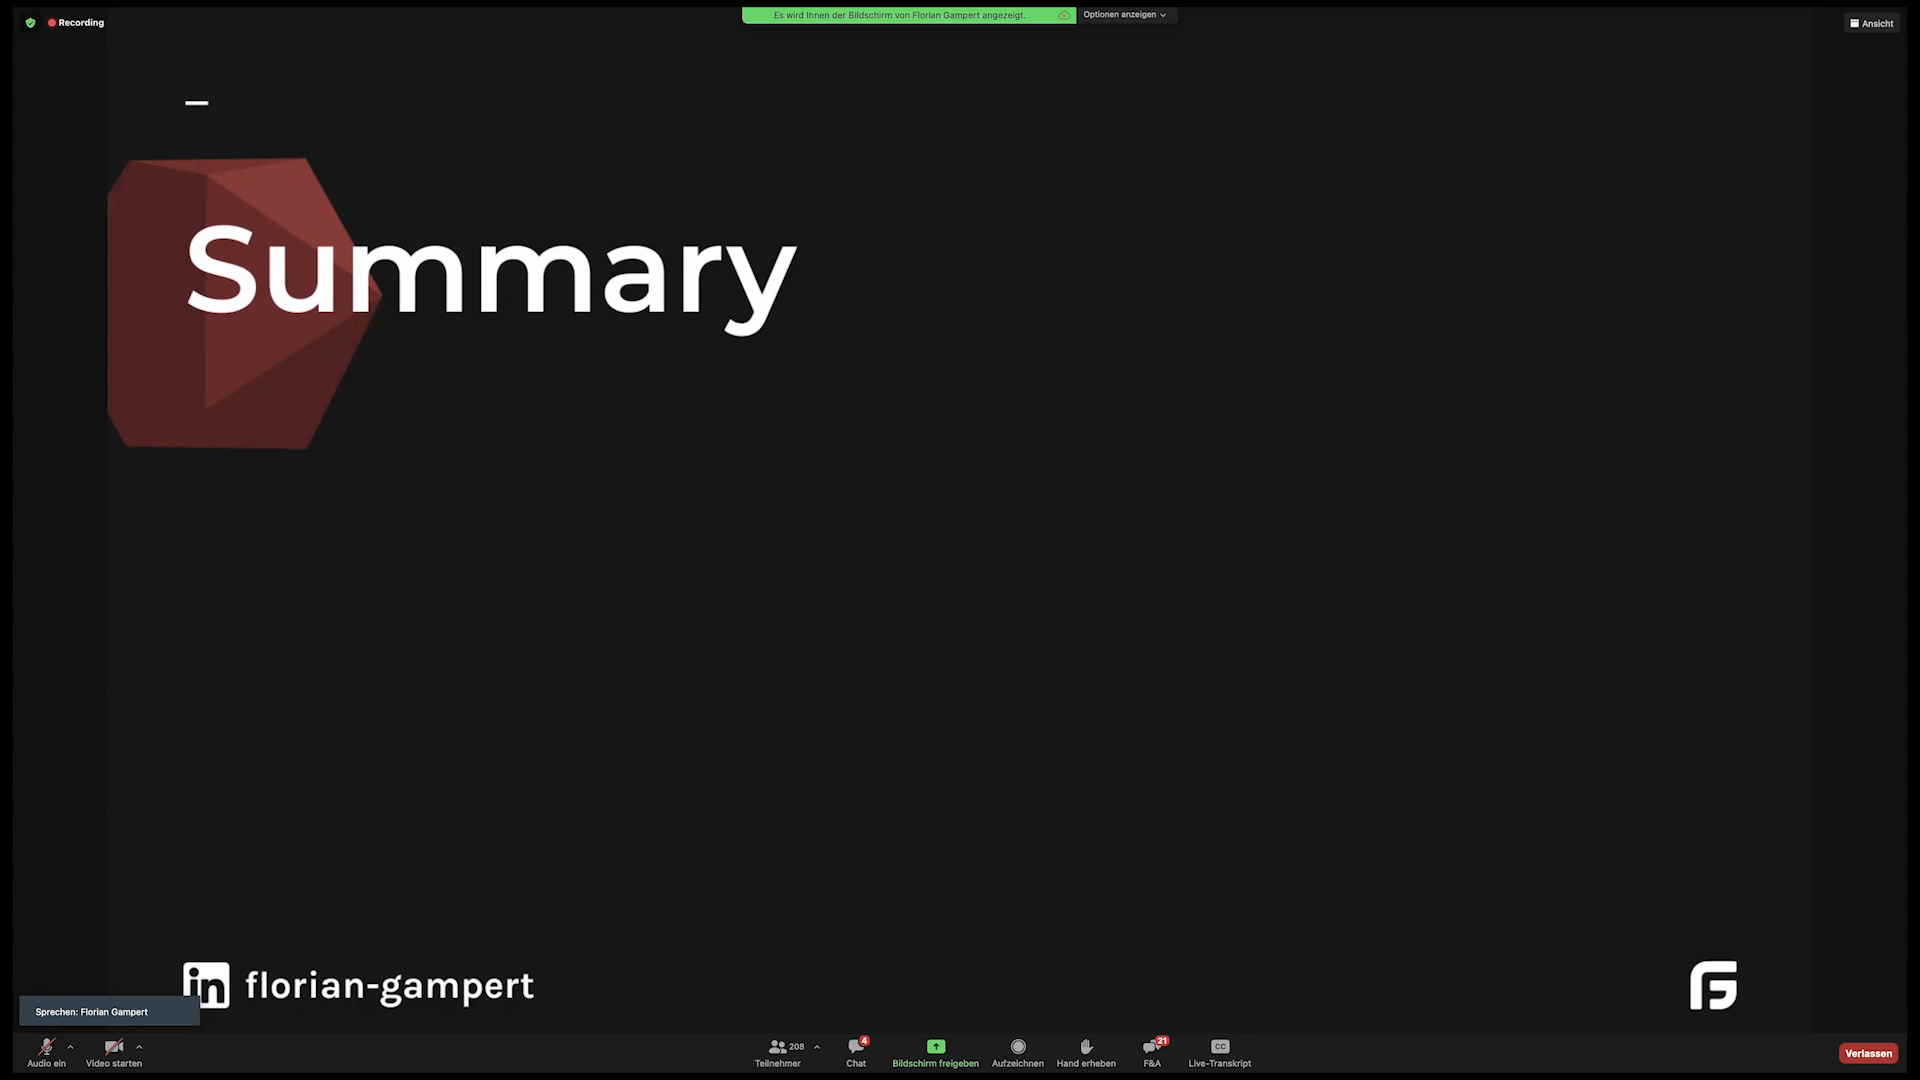 Recording
Es wird Ihnen der Bildschirm von Florian Gampert angezeigt.
Optionen anzeigen
Ansicht
Summary
in florian-gampert
Sprechen: Florian Gampert
Audio ein
Video starten
208
Teilnehmer
4
Chat
Bildschirm freigeben
Aufzeichnen
Hand erheben
21
F&A
CC
Live-Transkript
Verlassen